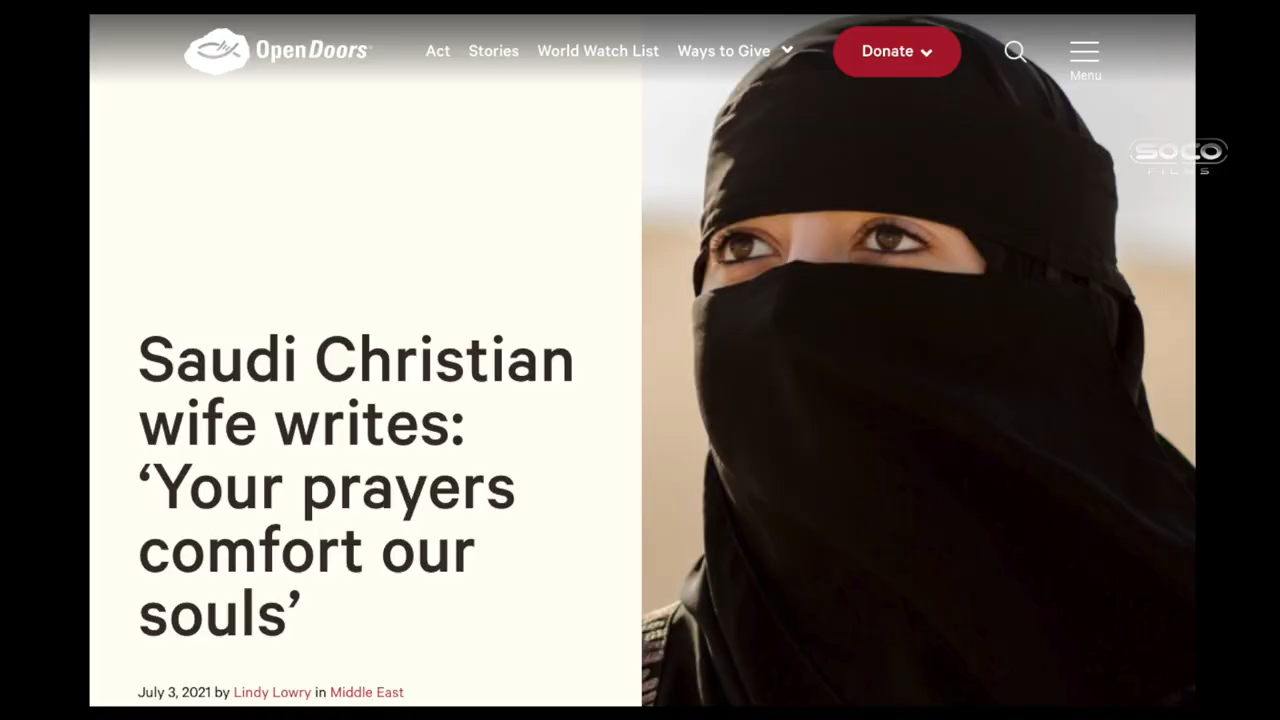 OpenDoors
Act Stories World Watch List Ways to Give Donate
Menu
SOCO
FILMS
Saudi Christian
wife writes:
‘Your prayers
comfort our
souls’
July 3, 2021 by Lindy Lowry in Middle East